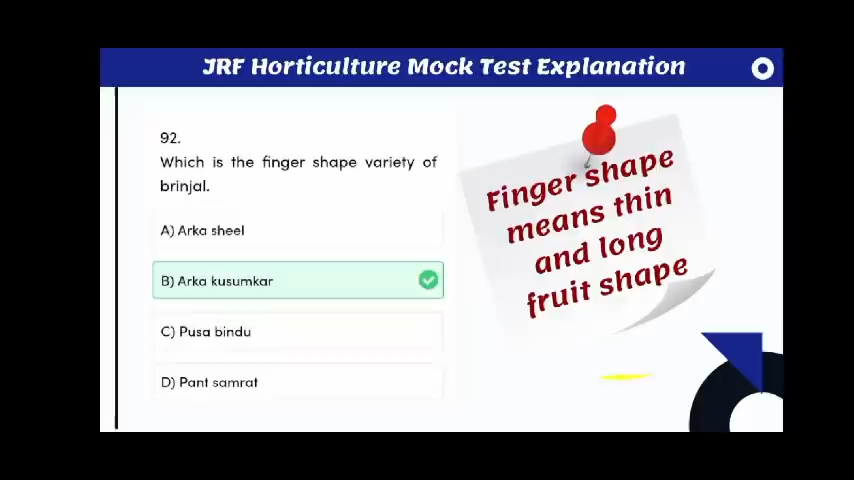 JRF Horticulture Mock Test Explanation
92.
Which is the finger shape variety of
brinjal.
A) Arka sheel
B) Arka kusumkar
C) Pusa bindu
D) Pant samrat
Finger shape
means thin
and long
fruit shape